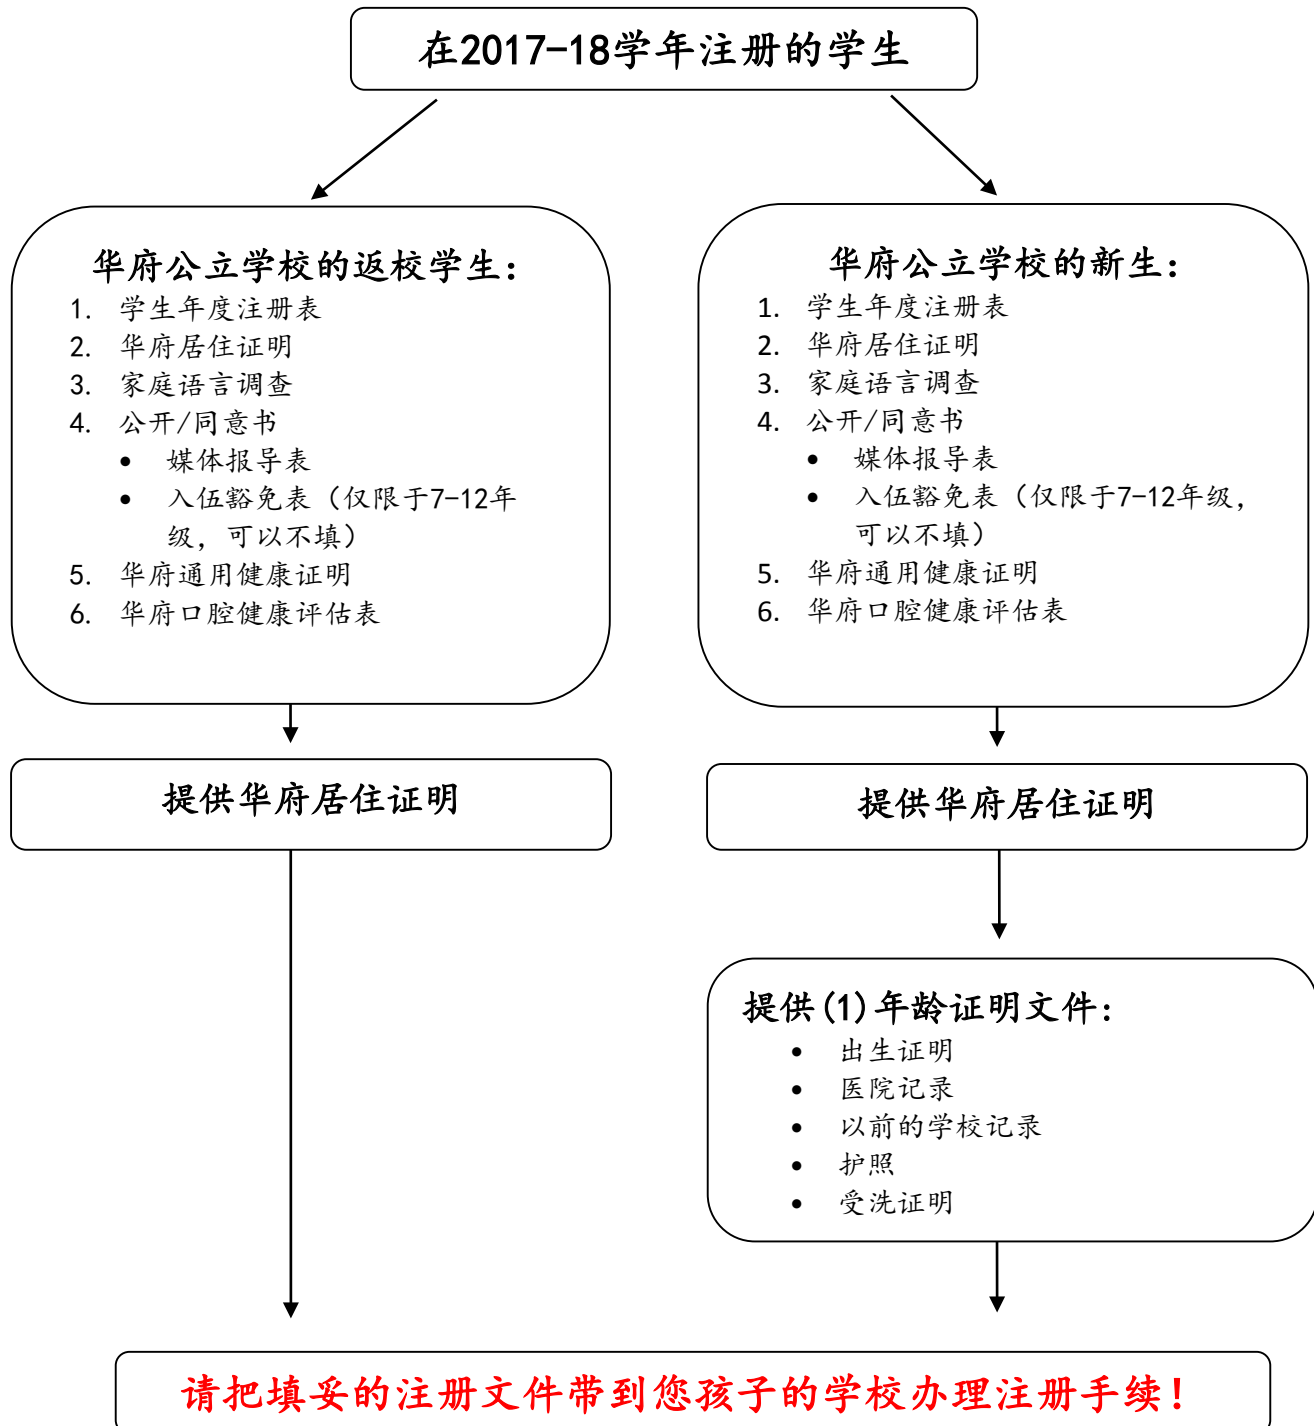 在2017-18学年注册的学生
华府公立学校的返校学生：
1. 学生年度注册表
2. 华府居住证明
3. 家庭语言调查
4. 公开/同意书
• 媒体报导表
• 入伍豁免表（仅限于7-12年
级，可以不填）
5. 华府通用健康证明
6. 华府口腔健康评估表
提供华府居住证明
华府公立学校的新生：
1. 学生年度注册表
2. 华府居住证明
3. 家庭语言调查
4. 公开/同意书
• 媒体报导表
• 入伍豁免表（仅限于7-12年级，
可以不填）
5. 华府通用健康证明
6. 华府口腔健康评估表
提供华府居住证明
提供(1)年龄证明文件：
• 出生证明
• 医院记录
• 以前的学校记录
• 护照
• 受洗证明
请把填妥的注册文件带到您孩子的学校办理注册手续！